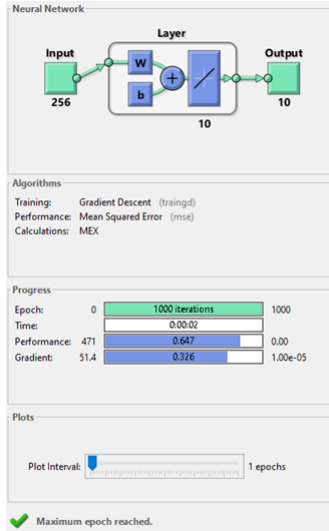 Neural Network
Layer
Input
Output
W
b
+
256
10
10
Algorithms
Training: Gradient Descent (traingd)
Performance: Mean Squared Error (mse)
Calculations: MEX
Progress
Epoch: 0 1000 iterations 1000
Time: 0:00:02
Performance: 471 0.647 0.00
Gradient: 51.4 0.326 1.00e-05
Plots
Plot Interval: 1 epochs
Maximum epoch reached.